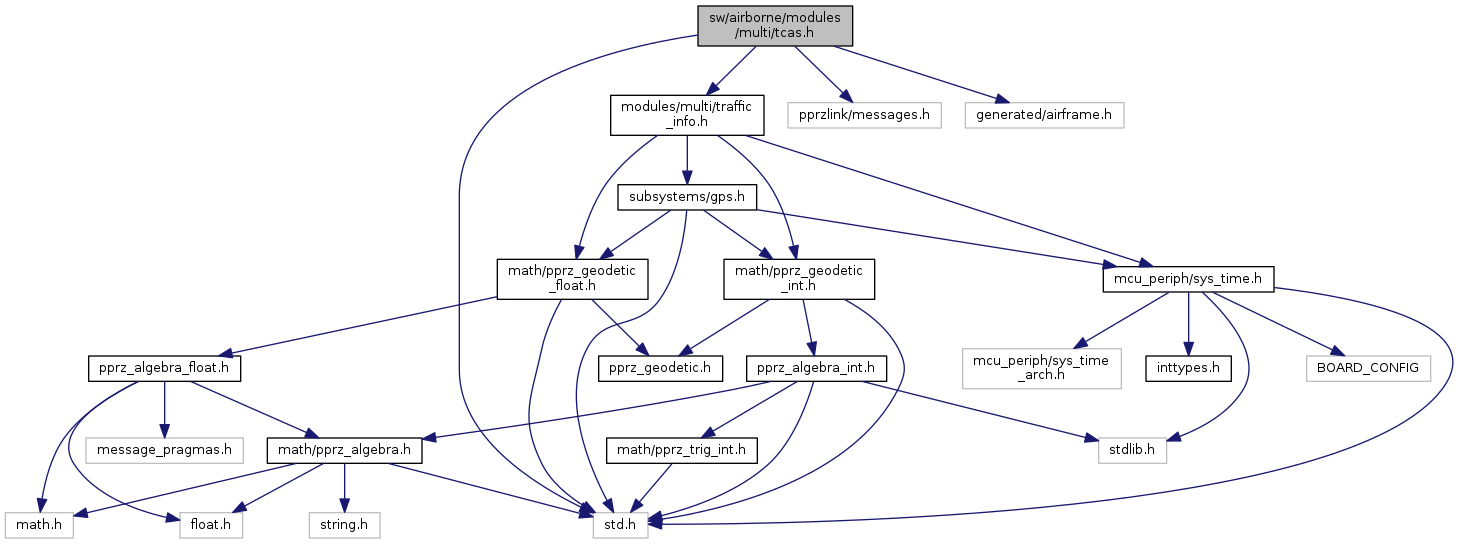 sw/airborne/modules
/multi/tcas.h
modules/multi/traffic
_info.h
pprzlink/messages.h
generated/airframe.h
subsystems/gps.h
math/pprz_geodetic
_float.h
math/pprz_geodetic
_int.h
mcu_periph/sys_time.h
pprz_algebra_float.h
pprz_geodetic.h
pprz_algebra_int.h
mcu_periph/sys_time
_arch.h
inttypes.h
BOARD_CONFIG
message_pragmas.h
math/pprz_algebra.h
math/pprz_trig_int.h
stdlib.h
math.h
float.h
string.h
std.h